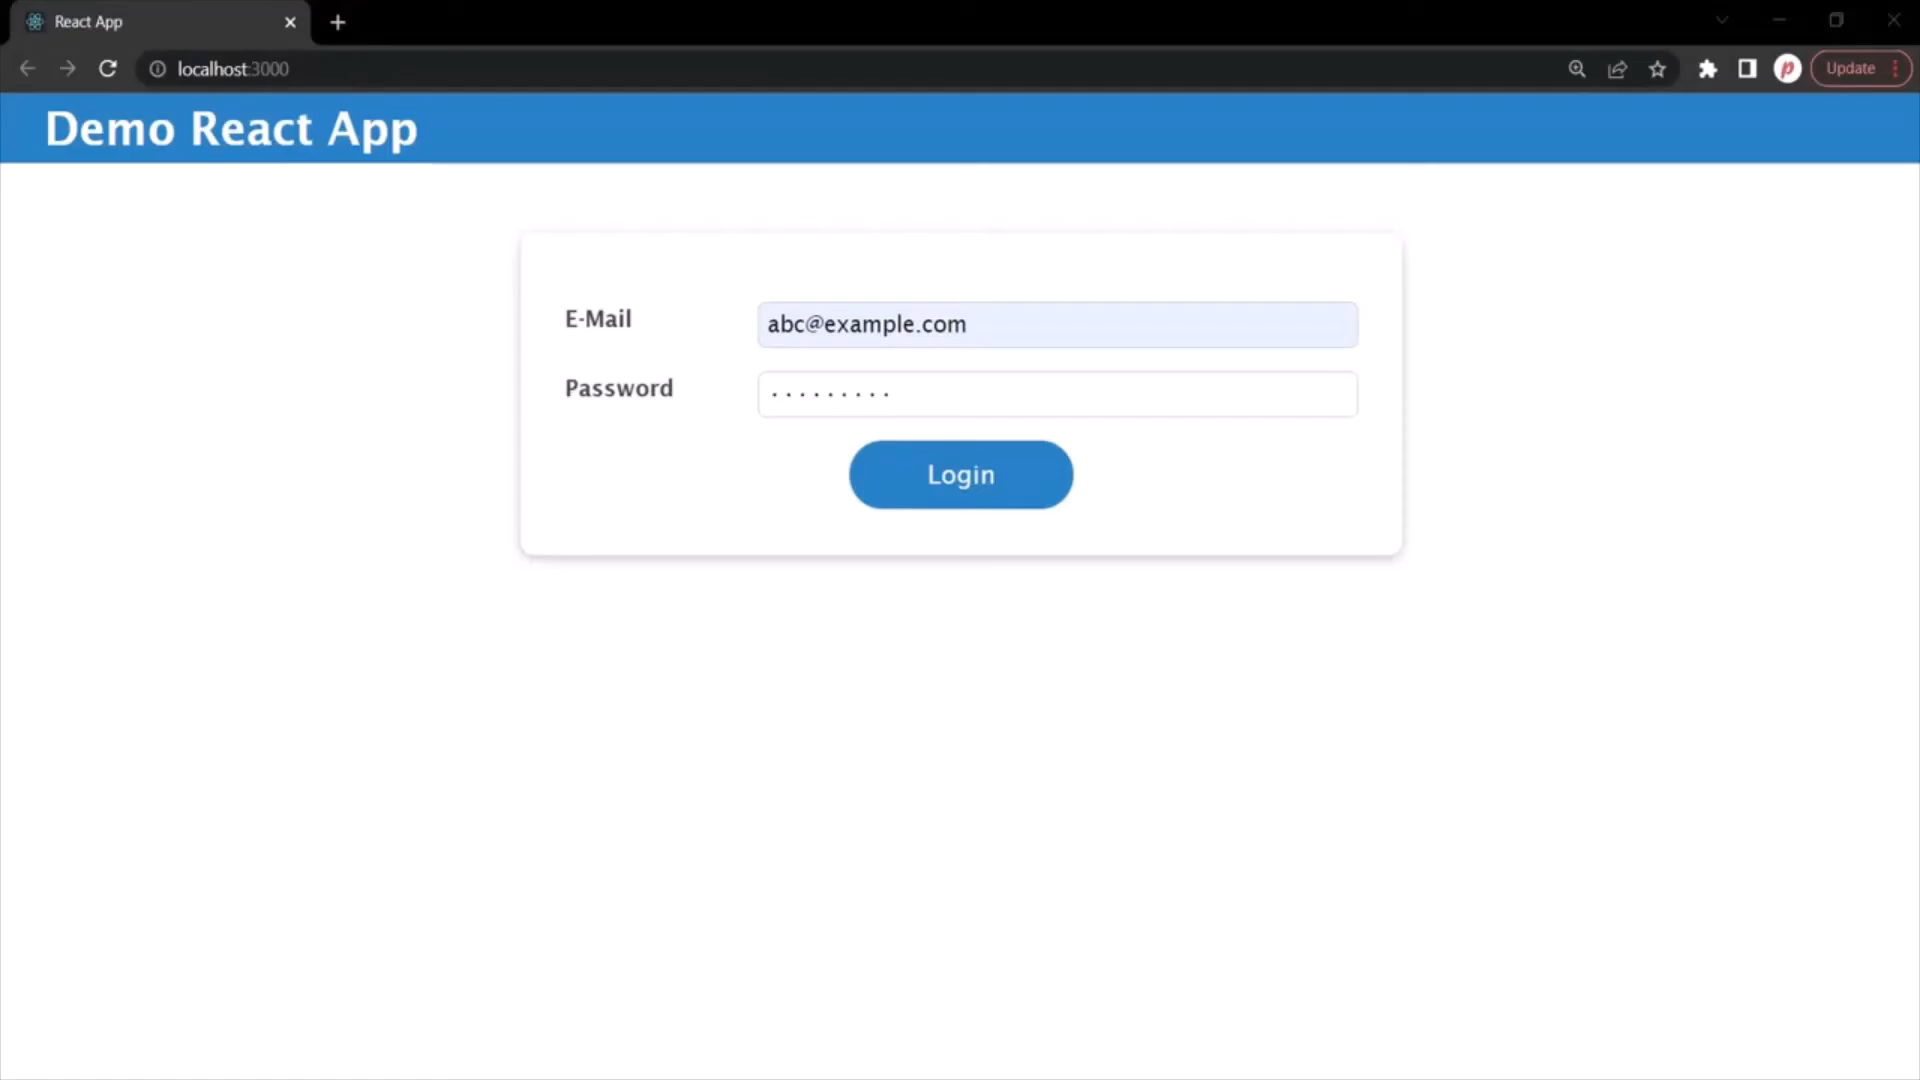 React App
localhost:3000
Update
Demo React App
E-Mail
abc@example.com
Password
.........
Login